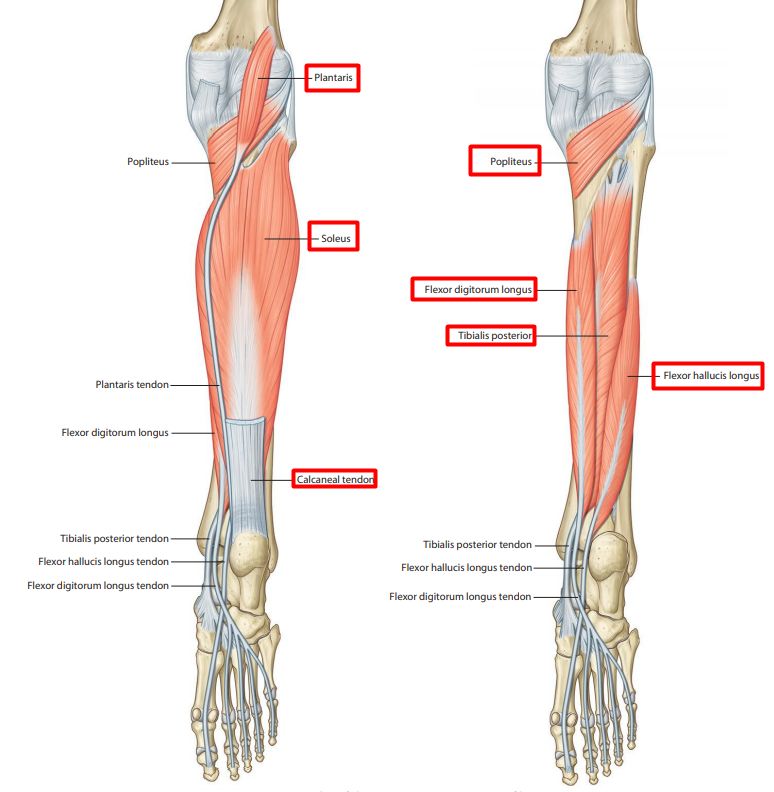 Plantaris
Popliteus
Soleus
Plantaris tendon
Flexor digitorum longus
Calcaneal tendon
Tibialis posterior tendon
Flexor hallucis longus tendon
Flexor digitorum longus tendon
Popliteus
Flexor digitorum longus
Tibialis posterior
Flexor hallucis longus
Tibialis posterior tendon
Flexor hallucis longus tendon
Flexor digitorum longus tendon